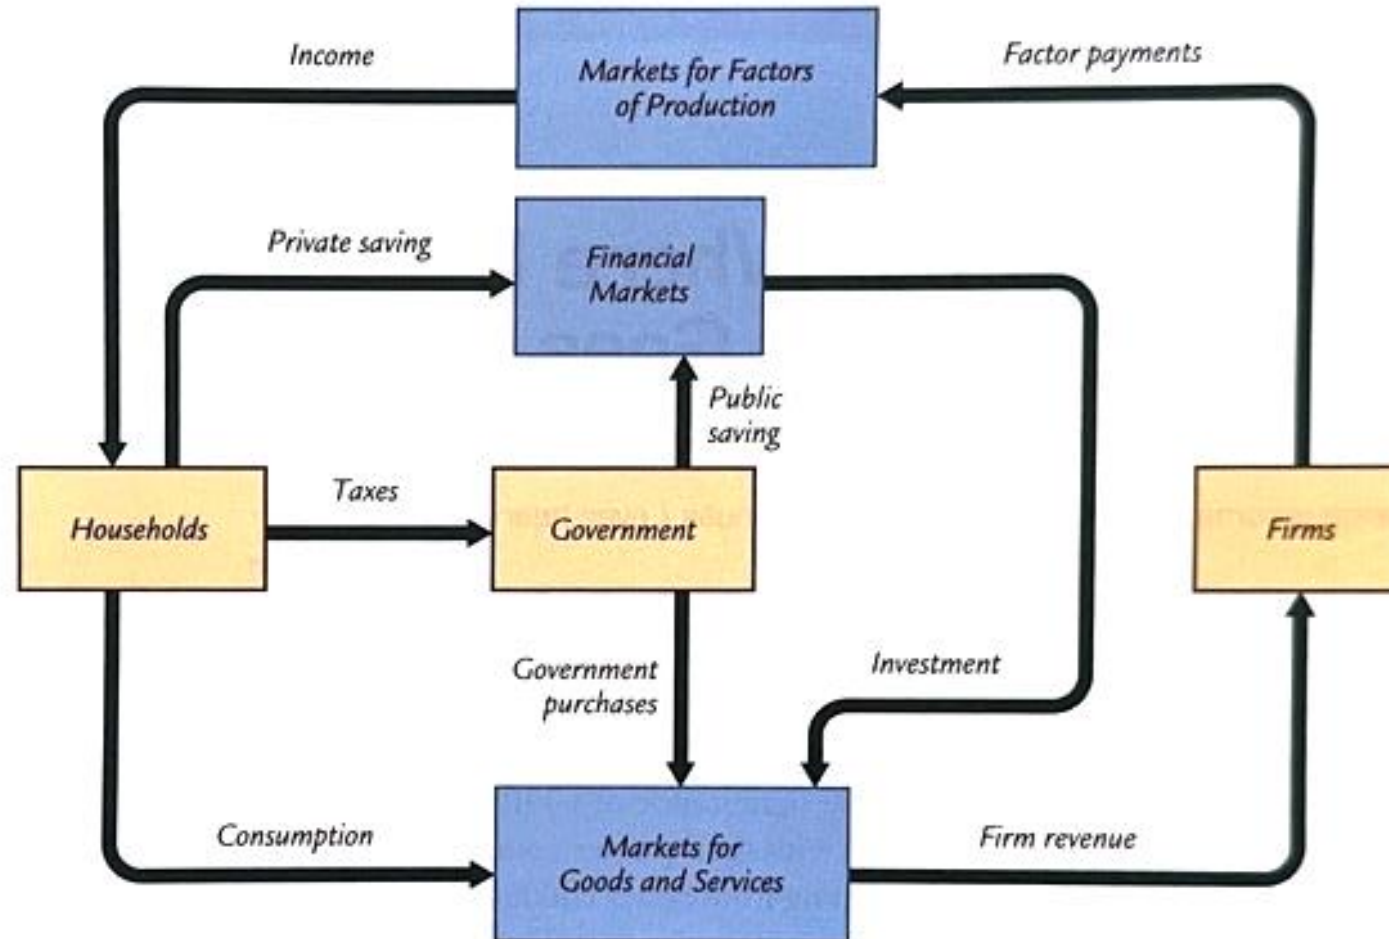 Income
Factor payments
Markets for Factors
of Production
Private saving
Financial
Markets
Public
saving
Taxes
Households
Government
Firms
Government
purchases
Investment
Consumption
Markets for
Goods and Services
Firm revenue